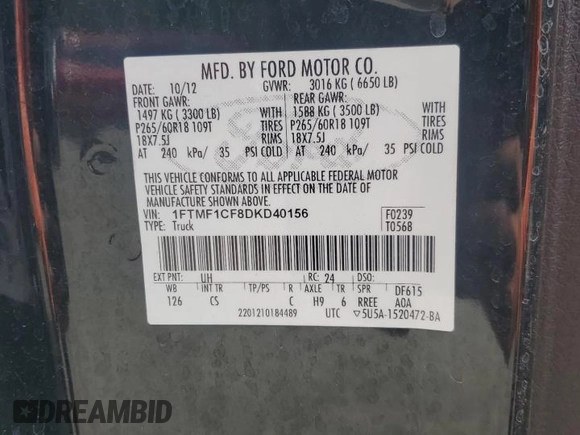 MFD. BY FORD MOTOR CO.
DATE: 10/12 GVWR: 3016 KG ( 6650 LB)
FRONT GAWR: REAR GAWR:
1497 KG ( 3300 LB) WITH 1588 KG ( 3500 LB) WITH
P265/60R18 109T TIRES P265/60R18 109T TIRES
18X7.5J RIMS 18X7.5J RIMS
AT 240 kPa/ 35 PSI COLD AT 240 kPa/ 35 PSI COLD
THIS VEHICLE CONFORMS TO ALL APPLICABLE FEDERAL MOTOR
VEHICLE SAFETY STANDARDS IN EFFECT ON THE DATE OF
MANUFACTURE SHOWN ABOVE.
VIN: 1FTMF1CF8DKD40156 F0239
TYPE: Truck T0568
EXT PNT: UH RC: 24 DSO:
WB INT TR TP/PS R AXLE TR SPR DF615
126 CS C H9 6 RREE AOA
2201210184489 UTC ▽5U5A-1520472-BA
DREAMBID